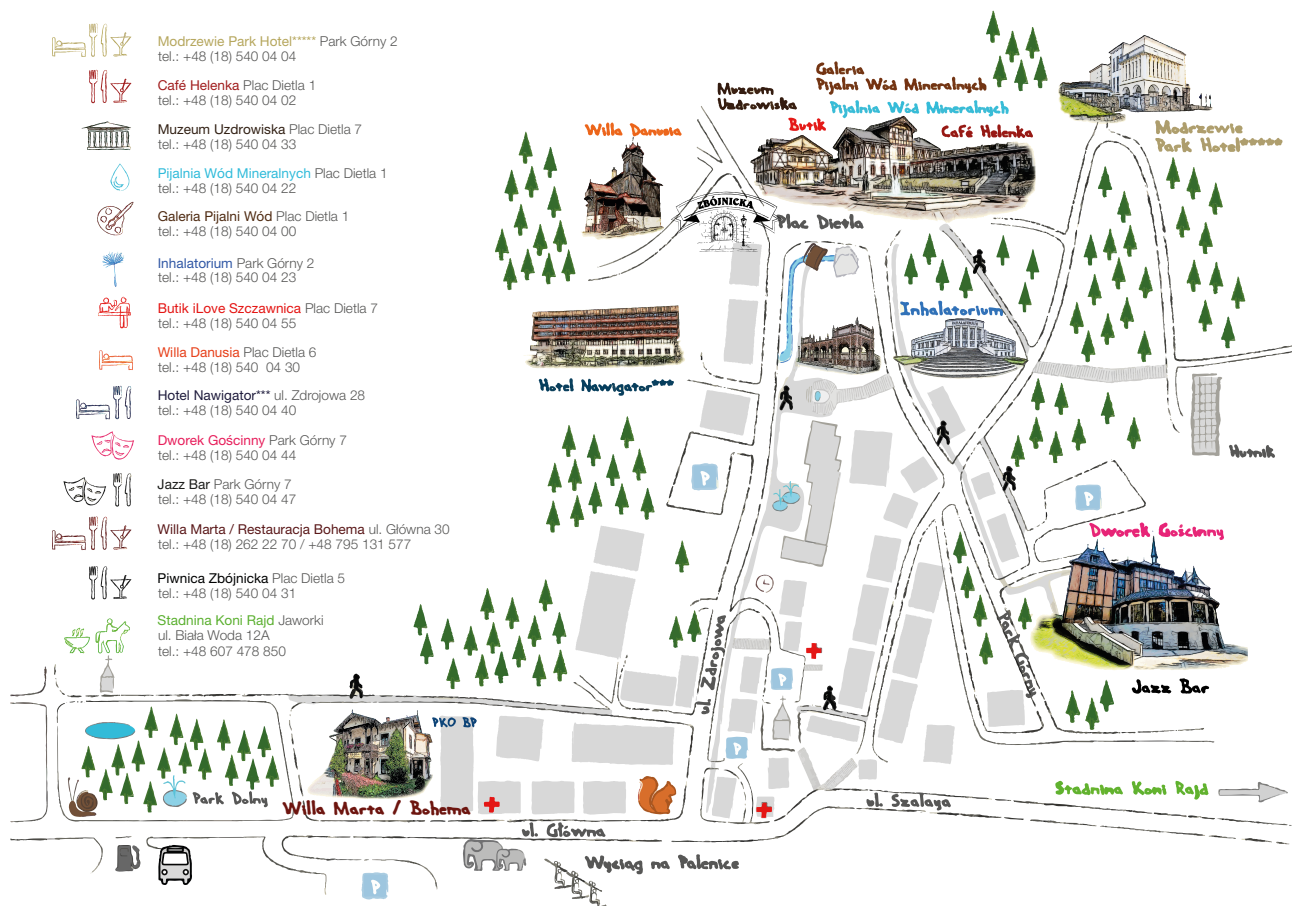 Modrzewie Park Hotel***** Park Górny 2
tel.: +48 (18) 540 04 04
Café Helenka Plac Dietla 1
tel.: +48 (18) 540 04 02
Muzeum Uzdrowiska Plac Dietla 7
tel.: +48 (18) 540 04 33
Pijalnia Wód Mineralnych Plac Dietla 1
tel.: +48 (18) 540 04 22
Galeria Pijalni Wód Plac Dietla 1
tel.: +48 (18) 540 04 00
Inhalatorium Park Górny 2
tel.: +48 (18) 540 04 23
Butik iLove Szczawnica Plac Dietla 7
tel.: +48 (18) 540 04 55
Willa Danusia Plac Dietla 6
tel.: +48 (18) 540  04 30
Hotel Nawigator*** ul. Zdrojowa 28
tel.: +48 (18) 540 04 40
Dworek Gościnny Park Górny 7
tel.: +48 (18) 540 04 44
Jazz Bar Park Górny 7
tel.: +48 (18) 540 04 47
Willa Marta / Restauracja Bohema ul. Główna 30
tel.: +48 (18) 262 22 70 / +48 795 131 577
Piwnica Zbójnicka Plac Dietla 5
tel.: +48 (18) 540 04 31
Stadnina Koni Rajd Jaworki
ul. Biała Woda 12A
tel.: +48 607 478 850
Galeria
Pijalni Wód Mineralnych
Muzeum
Uzdrowiska
Pijalnia Wód Mineralnych
Butik
Café Helenka
Willa Danusia
Modrzewie
Park Hotel*****
ZBÓJNICKA
Plac Dietla
Inhalatorium
Hotel Nawigator***
Hutnik
P
P
Dworek Gościnny
Park Górny
Jazz Bar
ul. Zdrojowa
P
P
PKO BP
Park Dolny
Willa Marta / Bohema
Stadnina Koni Rajd
ul. Szalaya
ul. Główna
Wyciąg na Palenice
P